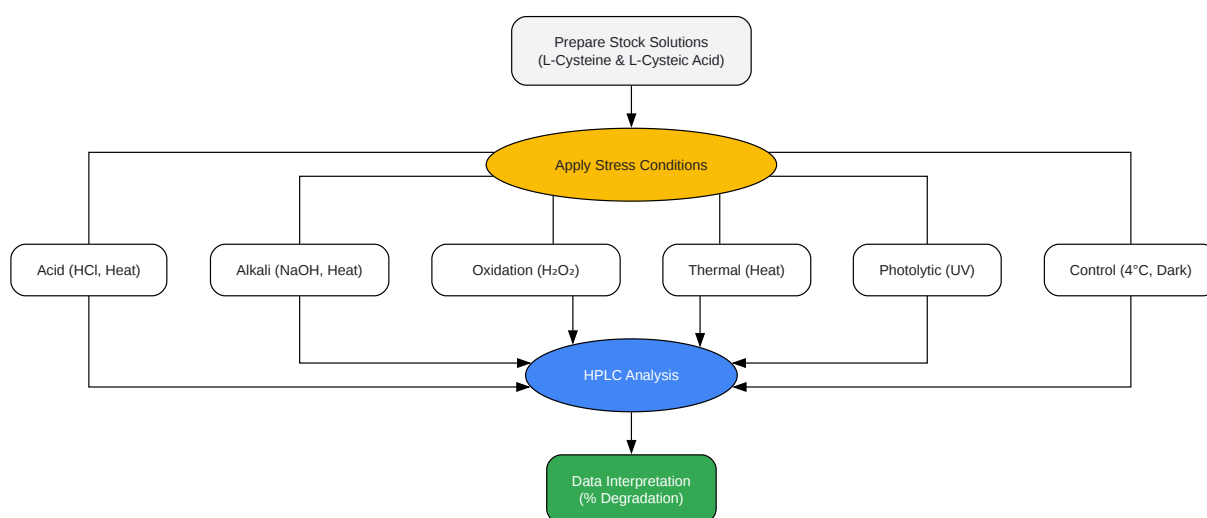 Prepare Stock Solutions
(L-Cysteine & L-Cysteic Acid)
Apply Stress Conditions
Acid (HCl, Heat)
Alkali (NaOH, Heat)
Oxidation (H₂O₂)
Thermal (Heat)
Photolytic (UV)
Control (4°C, Dark)
HPLC Analysis
Data Interpretation
(% Degradation)